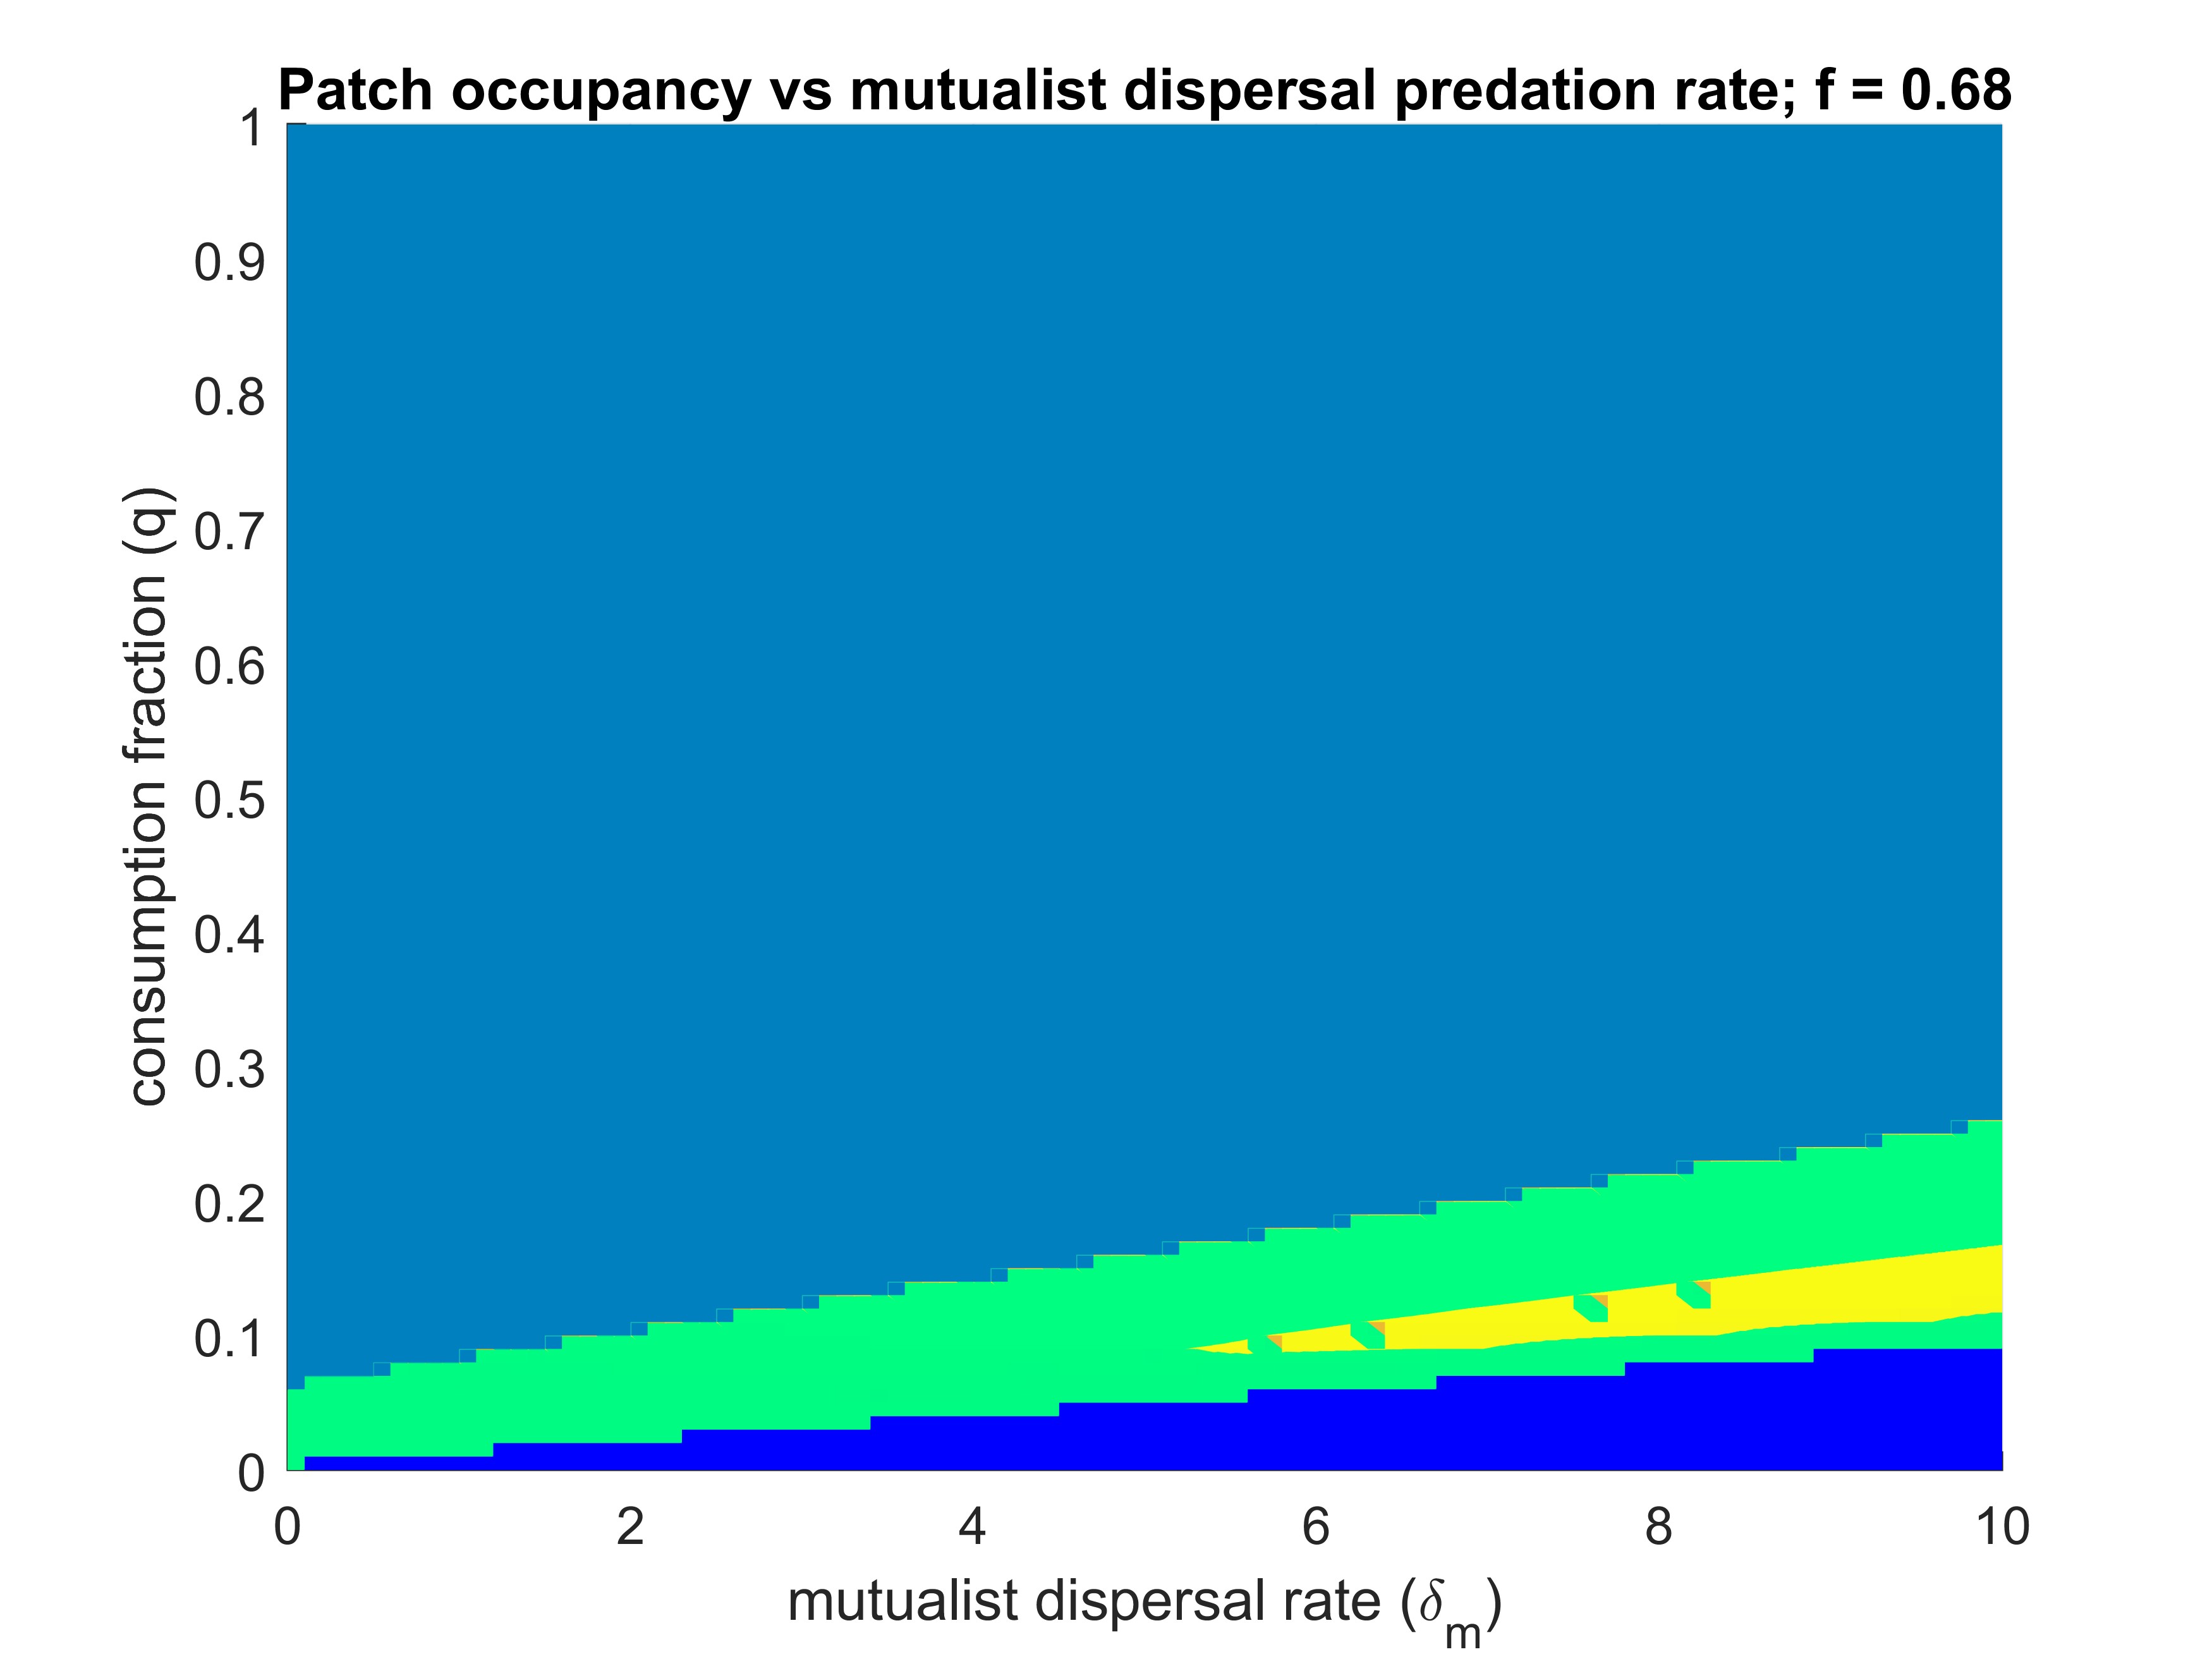 Patch occupancy vs mutualist dispersal predation rate; f = 0.68
1
0.9
0.8
0.7
0.6
0.5
0.4
0.3
0.2
0.1
0
consumption fraction (q)
0 2 4 6 8 10
mutualist dispersal rate (δm)